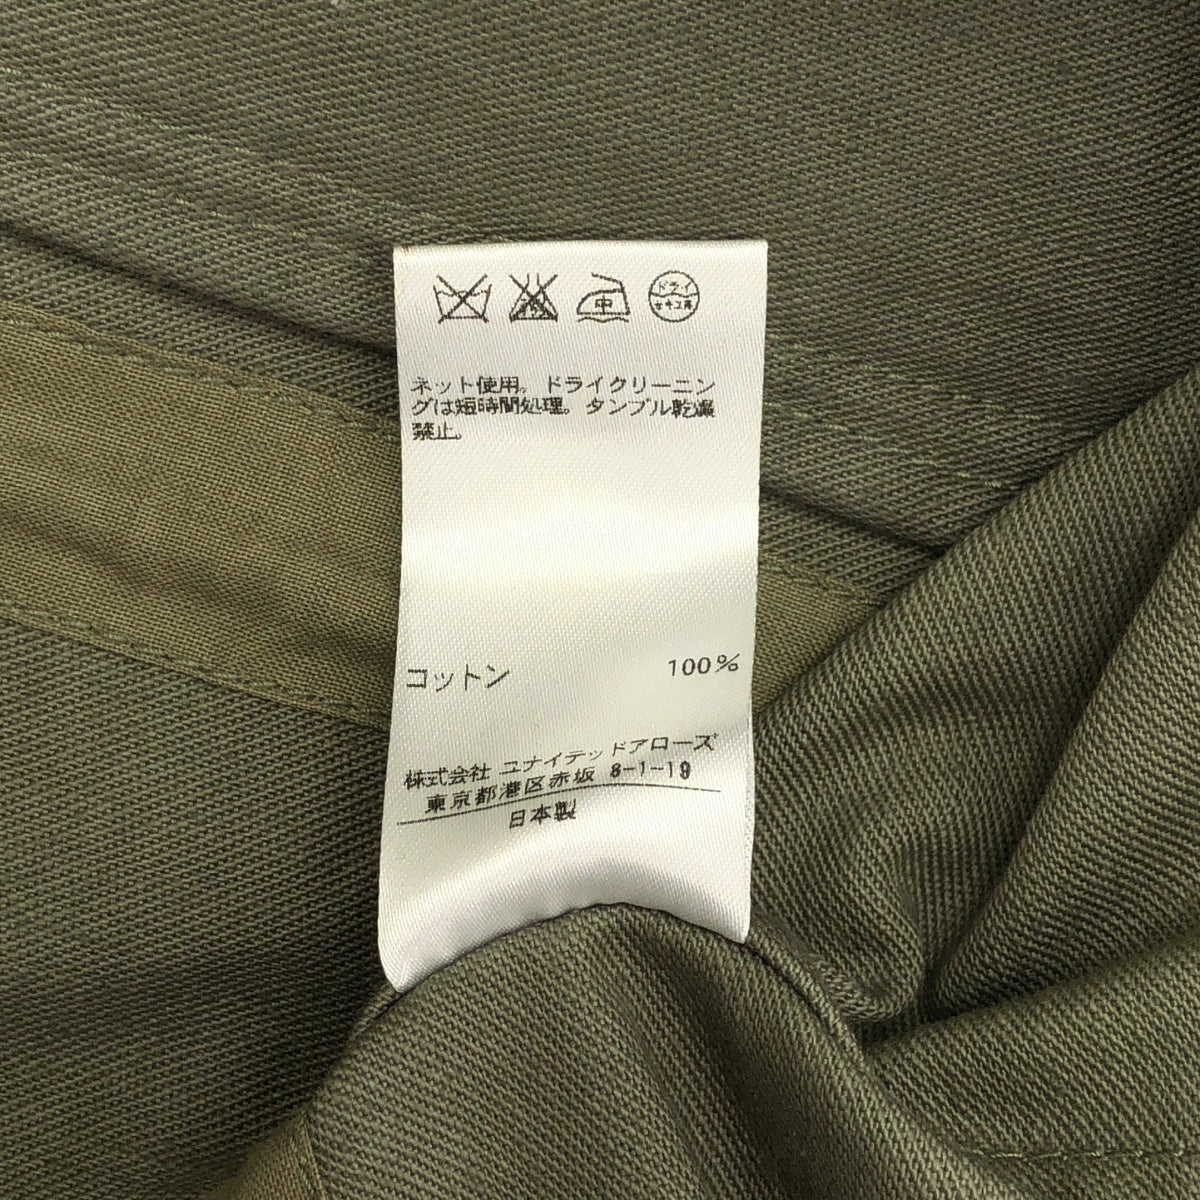 中 ドライ
セキユ系
ネット使用。ドライクリーニン
グは短時間処理。タンブル乾燥
禁止。
コットン 100%
株式会社 ユナイテッドアローズ
東京都港区赤坂 8-1-19
日本製